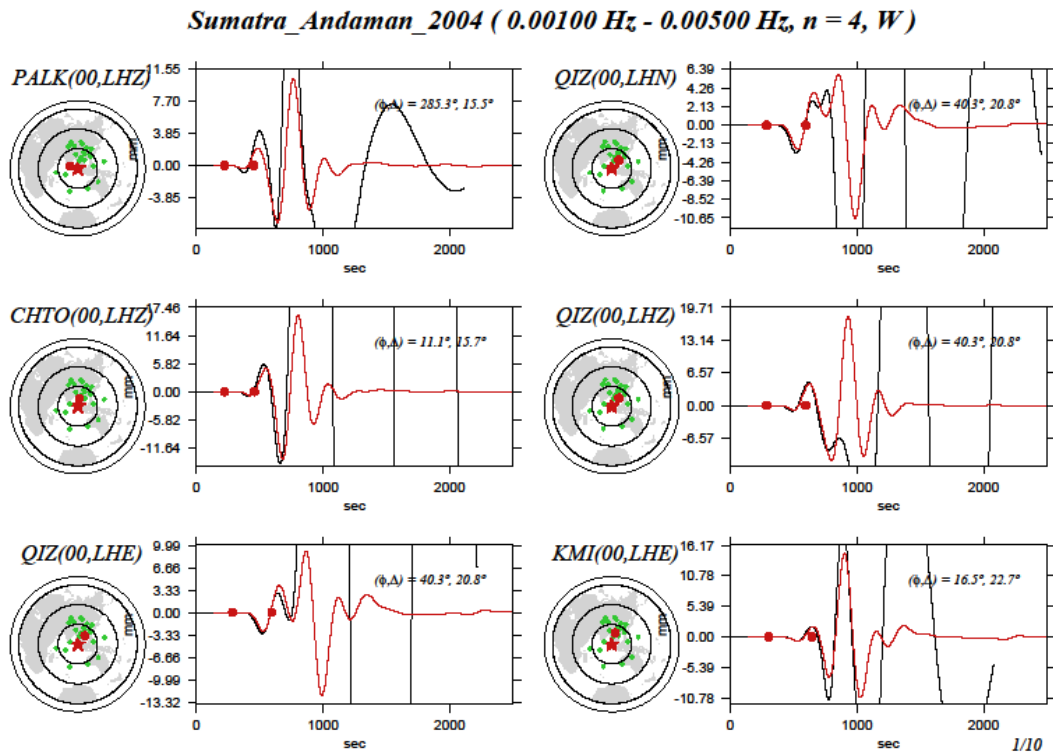 Sumatra_Andaman_2004 ( 0.00100 Hz - 0.00500 Hz, n = 4, W )
PALK(00,LHZ)
11.55
7.70
3.85
0.00
-3.85
mm
(ϕ,Δ) = 285.3°, 15.5°
0
1000
2000
sec
QIZ(00,LHN)
6.39
4.26
2.13
0.00
-2.13
-4.26
-6.39
-8.52
-10.65
mm
(ϕ,Δ) = 40.3°, 20.8°
0
1000
2000
sec
CHTO(00,LHZ)
17.46
11.64
5.82
0.00
-5.82
-11.64
mm
(ϕ,Δ) = 11.1°, 15.7°
0
1000
2000
sec
QIZ(00,LHZ)
19.71
13.14
6.57
0.00
-6.57
mm
(ϕ,Δ) = 40.3°, 20.8°
0
1000
2000
sec
QIZ(00,LHE)
9.99
6.66
3.33
0.00
-3.33
-6.66
-9.99
-13.32
mm
(ϕ,Δ) = 40.3°, 20.8°
0
1000
2000
sec
KMI(00,LHE)
16.17
10.78
5.39
0.00
-5.39
-10.78
mm
(ϕ,Δ) = 16.5°, 22.7°
0
1000
2000
sec
1/10